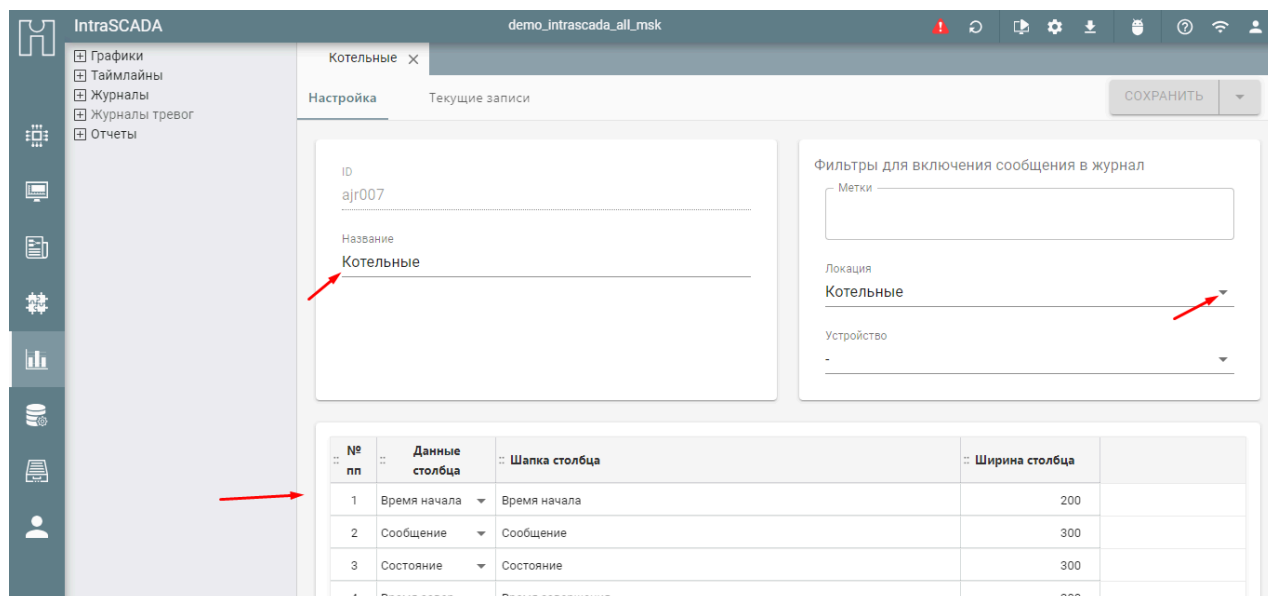 IntraSCADA
demo_intrascada_all_msk
Графики
Таймлайны
Журналы
Журналы тревог
Отчеты
Котельные
Настройка
Текущие записи
СОХРАНИТЬ
ID
ajr007
Название
Котельные
Фильтры для включения сообщения в журнал
Метки
Локация
Котельные
Устройство
-
№ пп
Данные столбца
Шапка столбца
Ширина столбца
1 Время начала Время начала 200
2 Сообщение Сообщение 300
3 Состояние Состояние 300